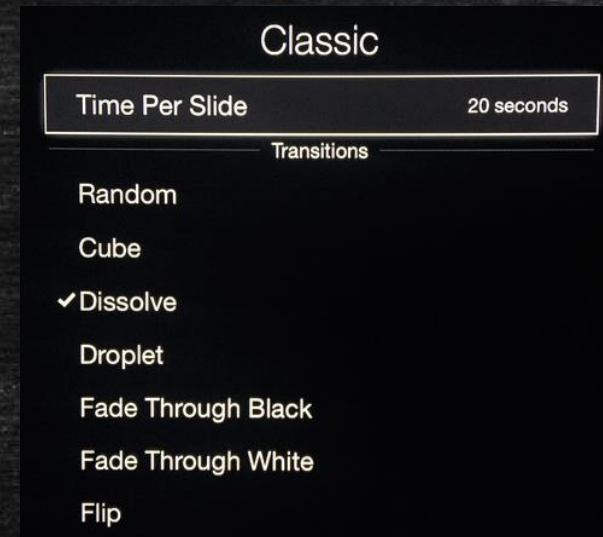 Classic
Time Per Slide 20 seconds
Transitions
Random
Cube
✓ Dissolve
Droplet
Fade Through Black
Fade Through White
Flip